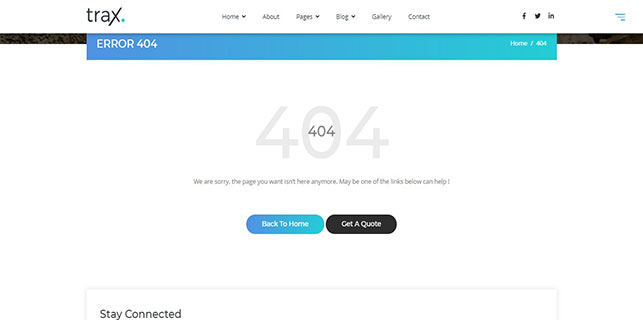 traX.
Home About Pages Blog Gallery Contact
ERROR 404
Home / 404
404
404
We are sorry, the page you want isn't here anymore. May be one of the links below can help !
Back To Home Get A Quote
Stay Connected